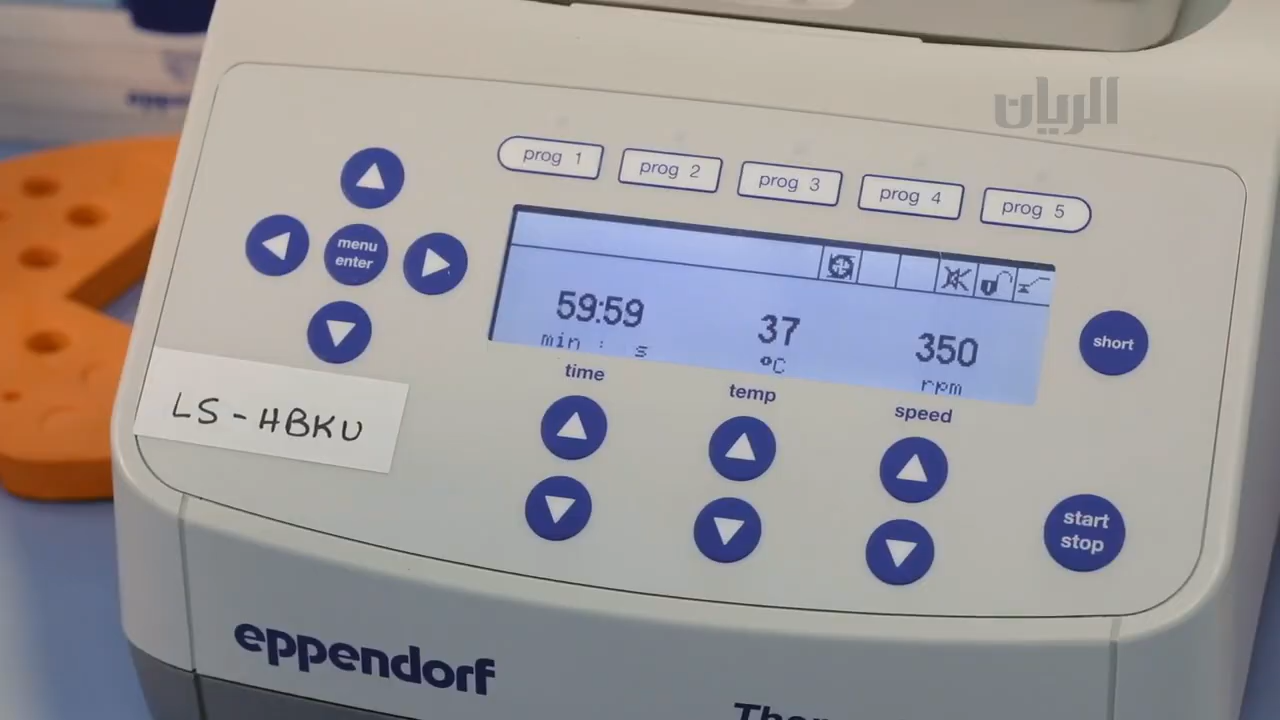 الريان
prog 1
prog 2
prog 3
prog 4
prog 5
menu
enter
59:59
min : s
37
°C
350
rpm
short
time
temp
speed
LS-HBKU
start
stop
eppendorf